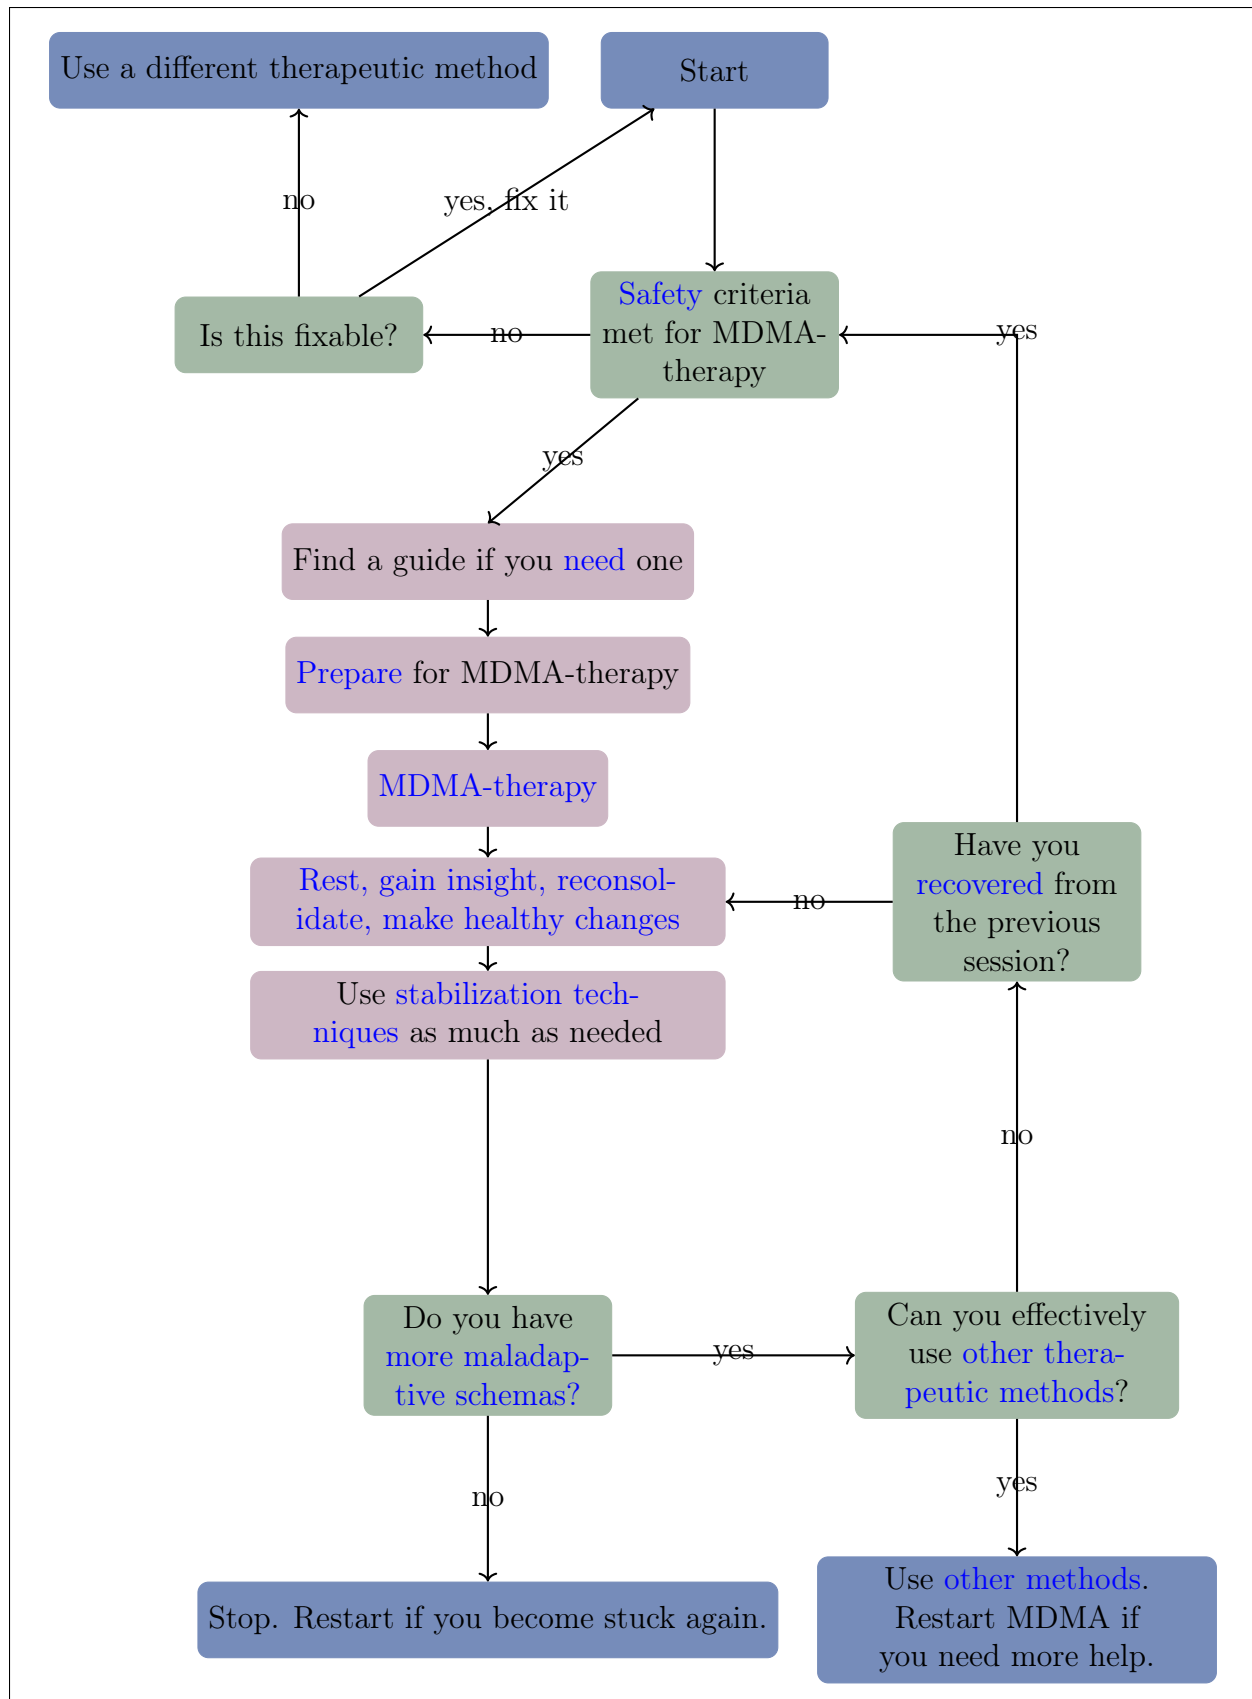 Use a different therapeutic method
Start
no
yes, fix it
Is this fixable?
no
Safety criteria
met for MDMA-
therapy
yes
yes
Find a guide if you need one
Prepare for MDMA-therapy
MDMA-therapy
Rest, gain insight, reconsol-
idate, make healthy changes
no
Have you
recovered from
the previous
session?
Use stabilization tech-
niques as much as needed
no
Do you have
more maladap-
tive schemas?
yes
Can you effectively
use other thera-
peutic methods?
no
yes
Stop. Restart if you become stuck again.
Use other methods.
Restart MDMA if
you need more help.